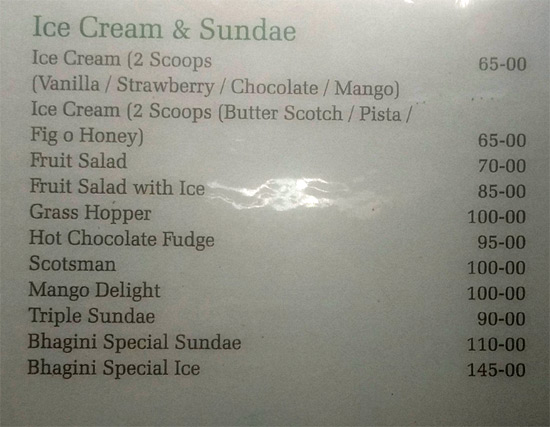 Ice Cream & Sundae
Ice Cream (2 Scoops 65-00
(Vanilla / Strawberry / Chocolate / Mango)
Ice Cream (2 Scoops (Butter Scotch / Pista /
Fig o Honey) 65-00
Fruit Salad 70-00
Fruit Salad with Ice 85-00
Grass Hopper 100-00
Hot Chocolate Fudge 95-00
Scotsman 100-00
Mango Delight 100-00
Triple Sundae 90-00
Bhagini Special Sundae 110-00
Bhagini Special Ice 145-00